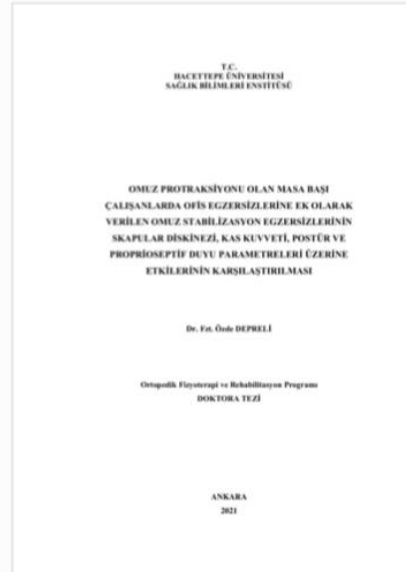 T.C.
HACETTEPE ÜNİVERSİTESİ
SAĞLIK BİLİMLERİ ENSTİTÜSÜ
OMUZ PROTRAKSİYONU OLAN MASA BAŞI
ÇALIŞANLARDA OFİS EGZERSİZLERİNE EK OLARAK
VERİLEN OMUZ STABİLİZASYON EGZERSİZLERİNİN
SKAPULAR DİSKİNEZİ, KAS KUVVETİ, POSTÜR VE
PROPRİOSEPTİF DUYU PARAMETRELERİ ÜZERİNE
ETKİLERİNİN KARŞILAŞTIRILMASI
Dr. Fzt. Özde DEPRELİ
Ortopedik Fizyoterapi ve Rehabilitasyon Programı
DOKTORA TEZİ
ANKARA
2021